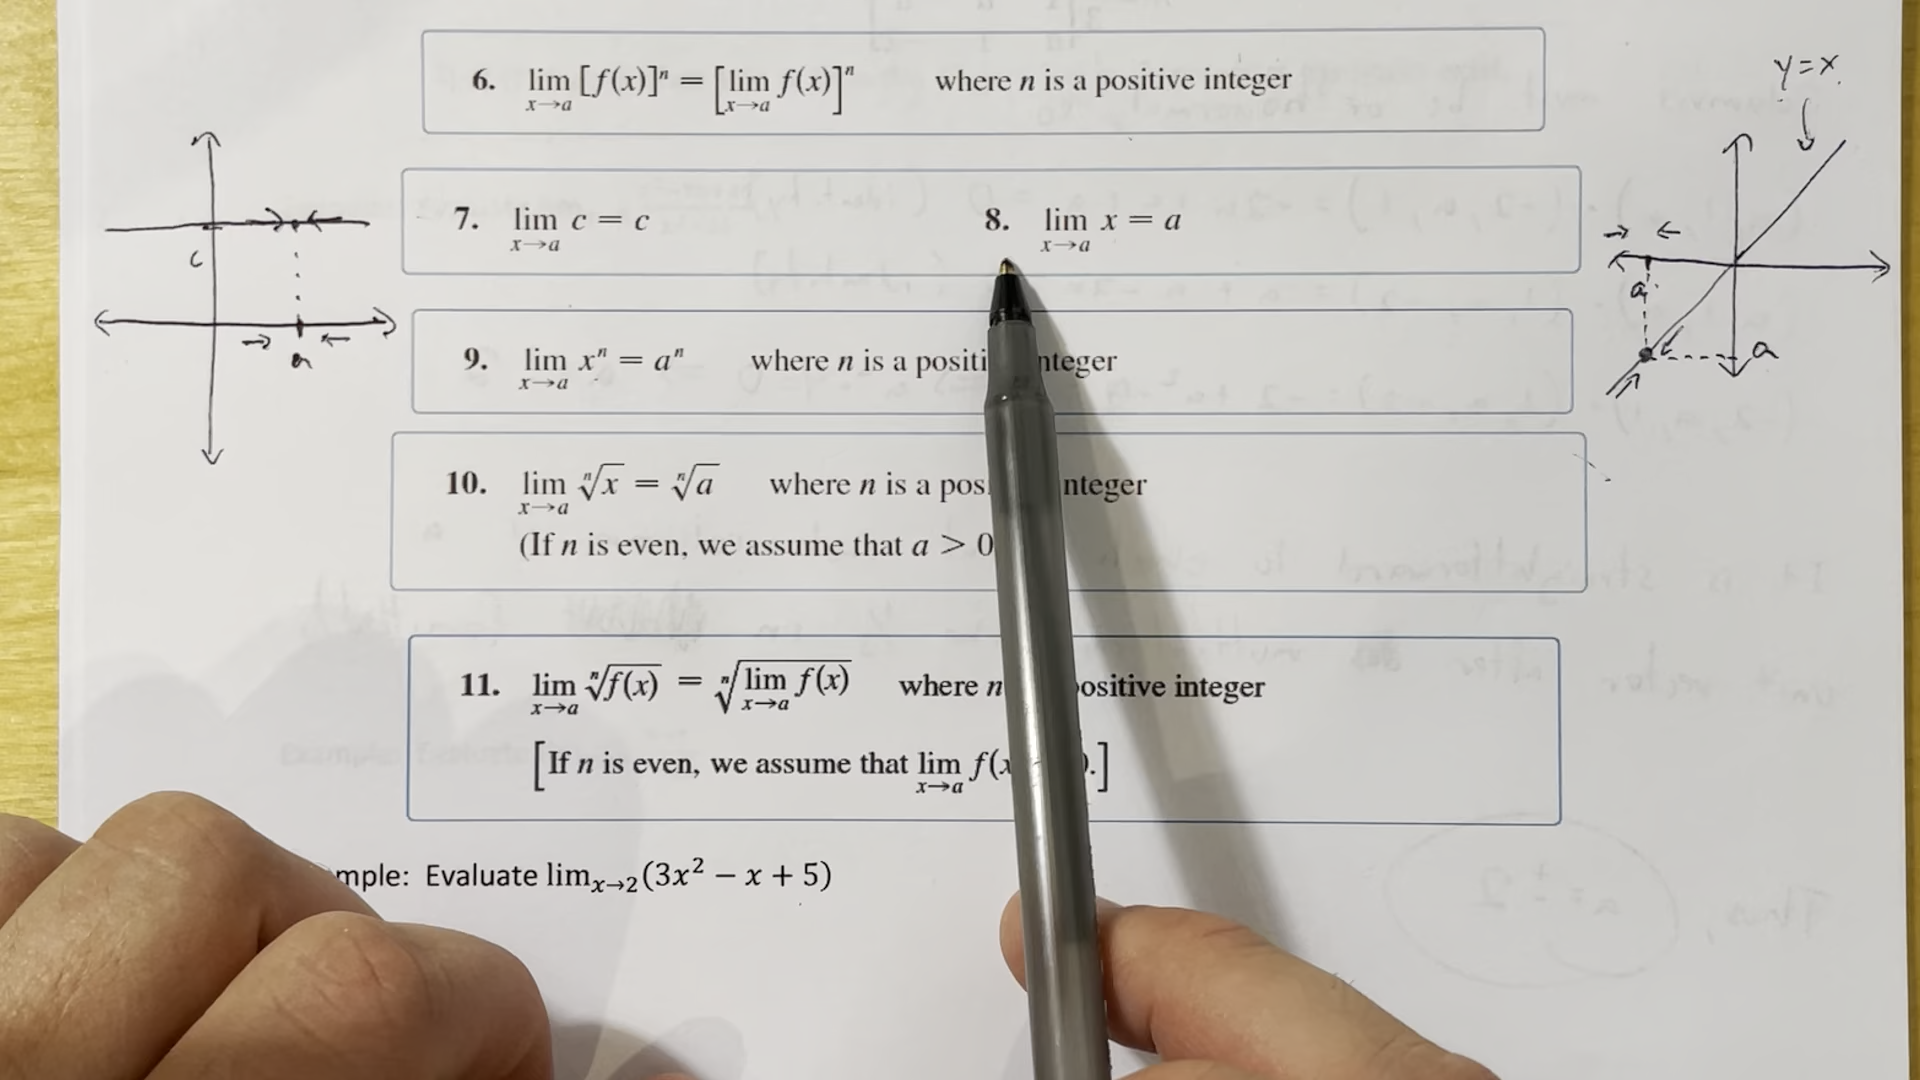 6. lim x→a [f(x)]ⁿ = [lim x→a f(x)]ⁿ where n is a positive integer
y=x
7. lim x→a c = c
8. lim x→a x = a
c
a
a
a
9. lim x→a xⁿ = aⁿ where n is a positi nteger
10. lim x→a ⁿ√x = ⁿ√a where n is a pos nteger
(If n is even, we assume that a > 0
11. lim x→a ⁿ√f(x) = ⁿ√lim x→a f(x) where n ositive integer
[If n is even, we assume that lim x→a f(x .]
mple: Evaluate limₓ→₂(3x² − x + 5)